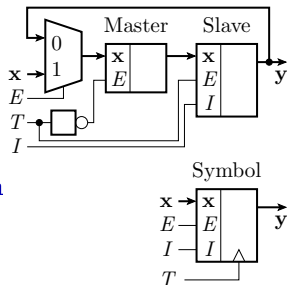 Master Slave
0
x 1 x x y
E E E
T I
I
n
Symbol
x x y
E E
I I
T